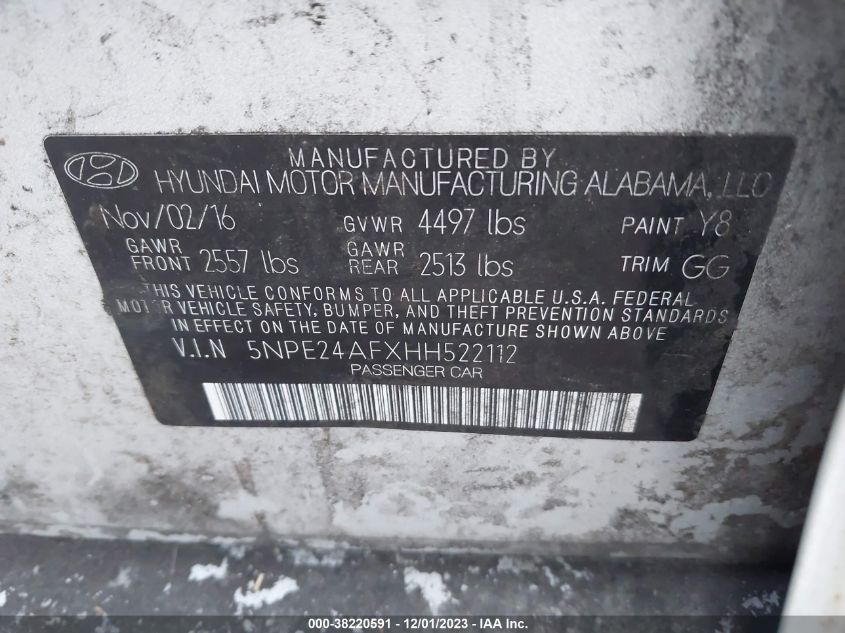 MANUFACTURED BY
HYUNDAI MOTOR MANUFACTURING ALABAMA, LLC
Nov/02/16 GVWR 4497 lbs PAINT Y8
GAWR FRONT 2557 lbs GAWR REAR 2513 lbs TRIM GG
THIS VEHICLE CONFORMS TO ALL APPLICABLE U.S.A. FEDERAL
MOTOR VEHICLE SAFETY, BUMPER, AND THEFT PREVENTION STANDARDS
IN EFFECT ON THE DATE OF MANUFACTURE SHOWN ABOVE
V.I.N 5NPE24AFXHH522112
PASSENGER CAR
000-38220591 - 12/01/2023 - IAA, Inc.